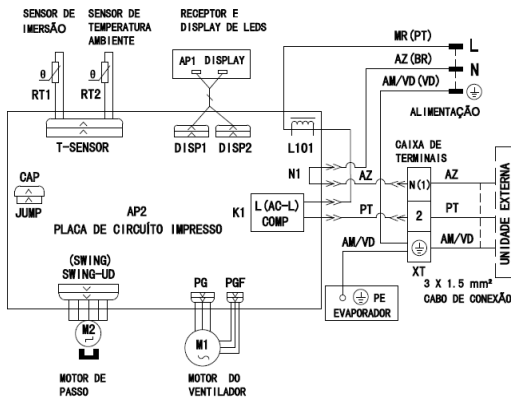 SENSOR DE
IMERSÃO
SENSOR DE
TEMPERATURA
AMBIENTE
RECEPTOR E
DISPLAY DE LEDS
MR(PT)
L
AZ(BR)
N
AM/VD(VD)
ALIMENTAÇÃO
θ
RT1
θ
RT2
AP1 DISPLAY
T-SENSOR
DISP1
DISP2
L101
CAIXA DE
TERMINAIS
N1
AZ
N(1)
AZ
CAP
JUMP
AP2
PLACA DE CIRCUÍTO IMPRESSO
K1
L(AC-L)
COMP
PT
2
PT
UNIDADE EXTERNA
AM/VD
AM/VD
XT
(SWING)
SWING-UD
PG
PGF
PE
EVAPORADOR
3 X 1.5 mm²
CABO DE CONEXÃO
M2
M1
MOTOR DE
PASSO
MOTOR DO
VENTILADOR